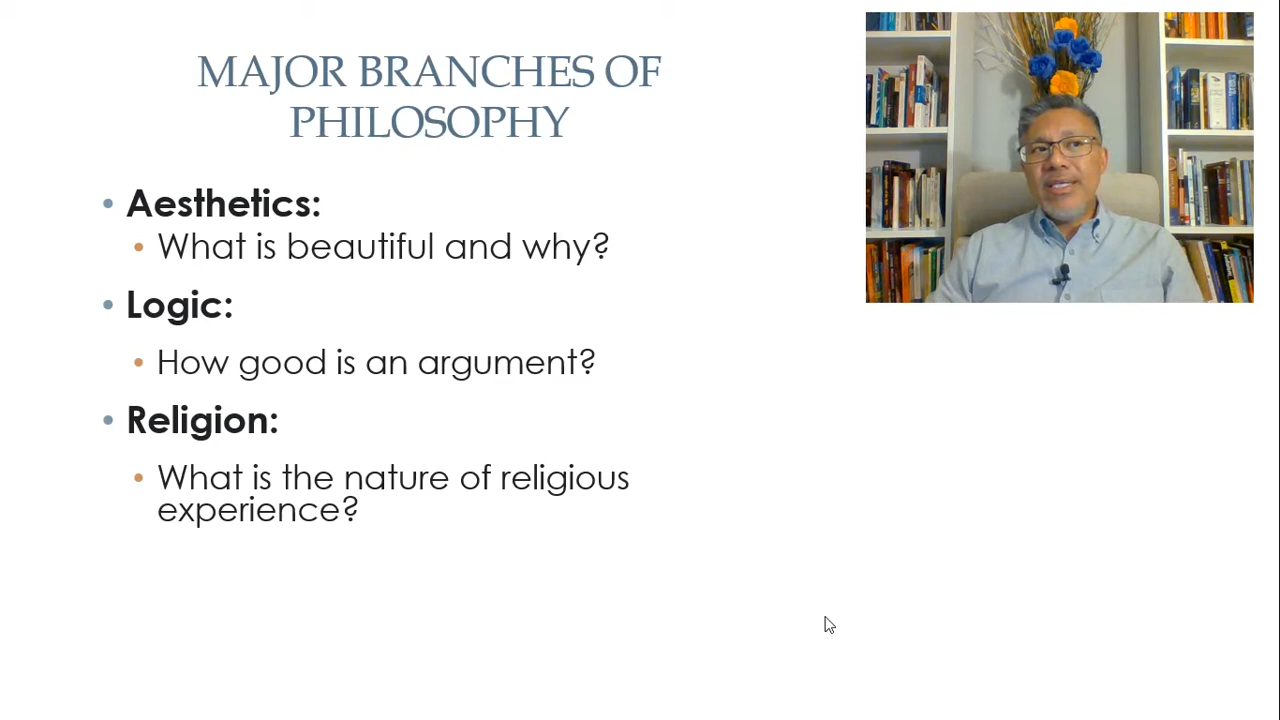 MAJOR BRANCHES OF
PHILOSOPHY
• Aesthetics:
• What is beautiful and why?
• Logic:
• How good is an argument?
• Religion:
• What is the nature of religious
experience?